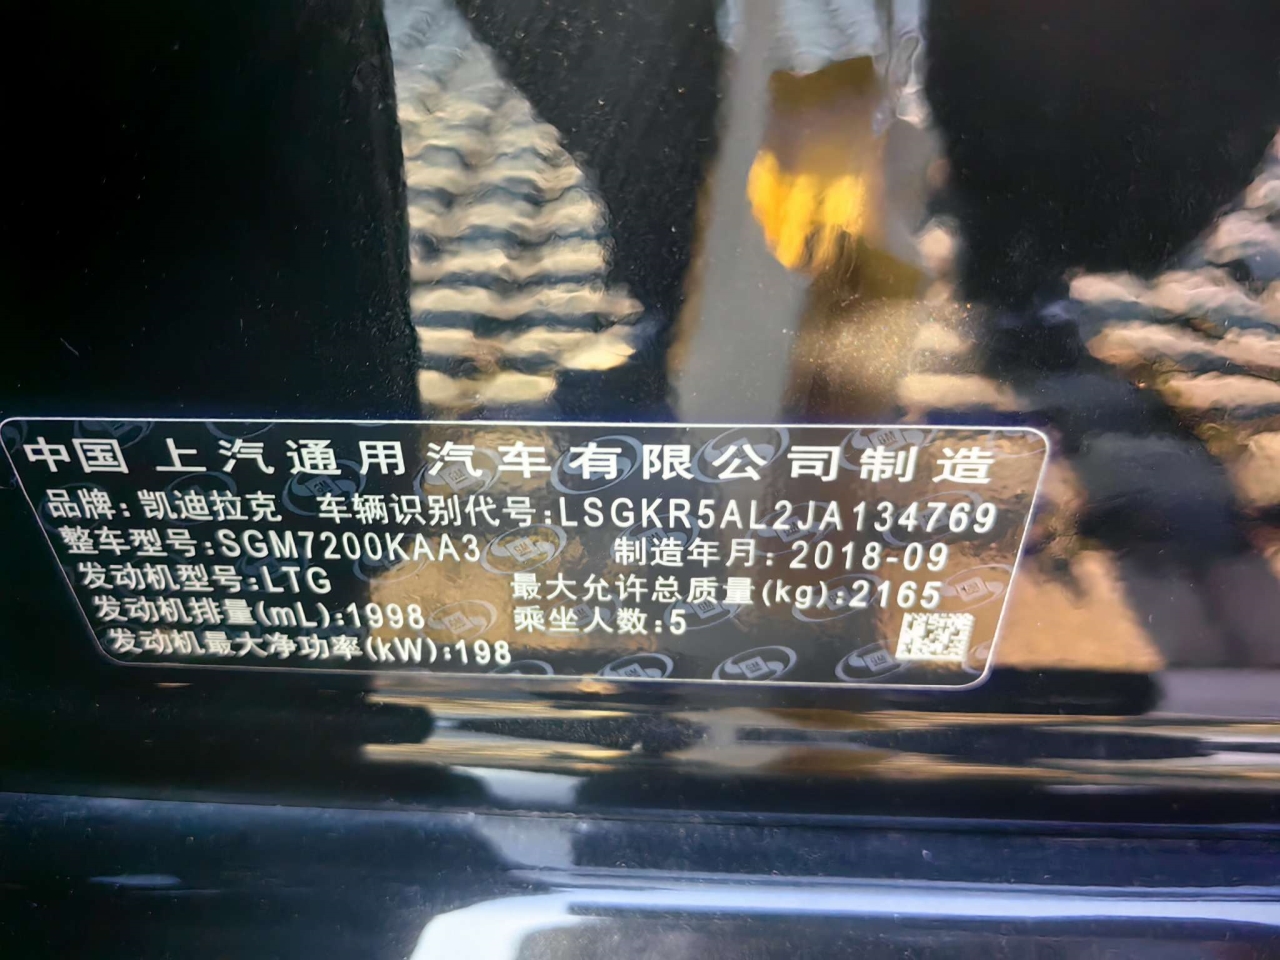 中国 上汽通用汽车有限公司制造
品牌:凯迪拉克 车辆识别代号:LSGKR5AL2JA134769
整车型号:SGM7200KAA3 制造年月:2018-09
发动机型号:LTG 最大允许总质量(kg):2165
发动机排量(mL):1998 乘坐人数:5
发动机最大净功率(kW):198